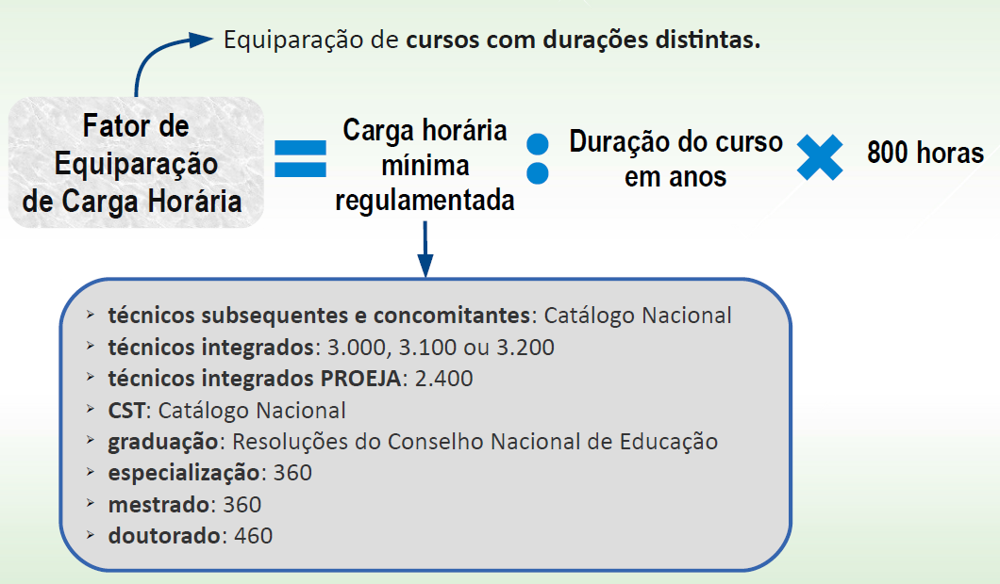 Equiparação de cursos com durações distintas.
Fator de
Equiparação
de Carga Horária
Carga horária
mínima
regulamentada
:
Duração do curso
em anos
800 horas
técnicos subsequentes e concomitantes: Catálogo Nacional
técnicos integrados: 3.000, 3.100 ou 3.200
técnicos integrados PROEJA: 2.400
CST: Catálogo Nacional
graduação: Resoluções do Conselho Nacional de Educação
especialização: 360
mestrado: 360
doutorado: 460